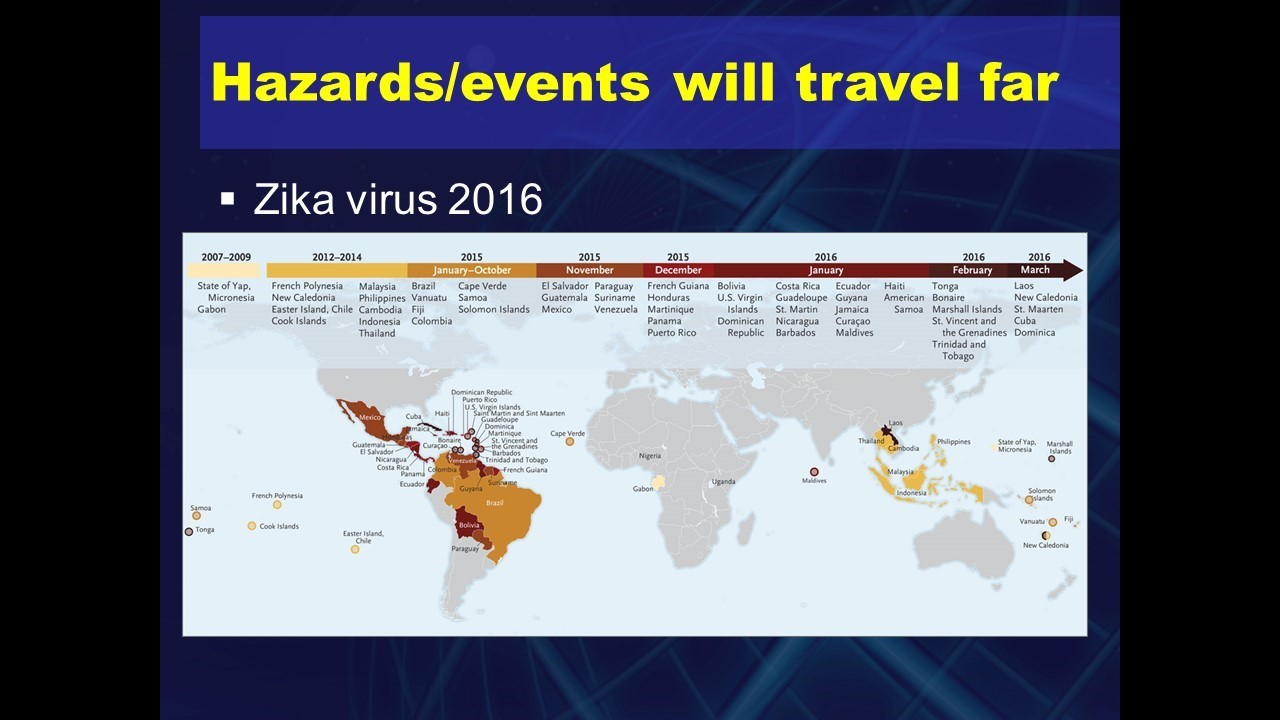 Hazards/events will travel far
▪ Zika virus 2016
2007–2009
State of Yap,
Micronesia
Gabon
2012–2014
French Polynesia
New Caledonia
Easter Island, Chile
Cook Islands
Malaysia
Philippines
Cambodia
Indonesia
Thailand
2015
January–October
Brazil
Vanuatu
Fiji
Colombia
Cape Verde
Samoa
Solomon Islands
2015
November
El Salvador
Guatemala
Mexico
Paraguay
Suriname
Venezuela
2015
December
French Guiana
Honduras
Martinique
Panama
Puerto Rico
2016
January
Bolivia
U.S. Virgin
Islands
Dominican
Republic
Costa Rica
Guadeloupe
St. Martin
Nicaragua
Barbados
Ecuador
Guyana
Jamaica
Curaçao
Maldives
Haiti
American
Samoa
2016
February
Tonga
Bonaire
Marshall Islands
St. Vincent and
the Grenadines
Trinidad and
Tobago
2016
March
Laos
New Caledonia
St. Maarten
Cuba
Dominica
Dominican Republic
Puerto Rico
U.S. Virgin Islands
Saint Martin and Sint Maarten
Guadeloupe
Dominica
Martinique
St. Vincent and
the Grenadines
Barbados
Trinidad and Tobago
French Guiana
Mexico
Cuba
Haiti
Jamaica
Bonaire
Curaçao
Guatemala
El Salvador
Nicaragua
Costa Rica
Panama
Venezuela
Colombia
Ecuador
Guyana
Suriname
Brazil
Bolivia
Paraguay
French Polynesia
Samoa
Tonga
Cook Islands
Easter Island,
Chile
Cape Verde
Nigeria
Gabon
Uganda
Maldives
Laos
Thailand
Cambodia
Philippines
Malaysia
Indonesia
State of Yap,
Micronesia
Marshall
Islands
Solomon
Islands
Vanuatu
Fiji
New Caledonia